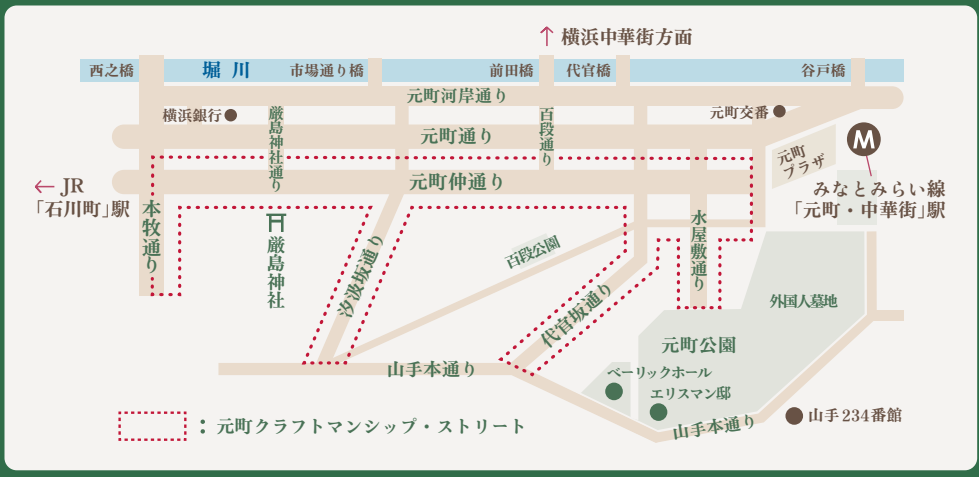 ↑ 横浜中華街方面
西之橋
堀 川
市場通り橋
前田橋
代官橋
谷戸橋
元町河岸通り
横浜銀行
厳島神社通り
百段通り
元町交番
元町通り
M
元町
プラザ
元町仲通り
← JR
「石川町」駅
みなとみらい線
「元町・中華街」駅
本牧通り
厳島神社
汐汲坂通り
百段公園
水屋敷通り
代官坂通り
外国人墓地
元町公園
山手本通り
ベーリックホール
エリスマン邸
山手本通り
山手234番館
：元町クラフトマンシップ・ストリート